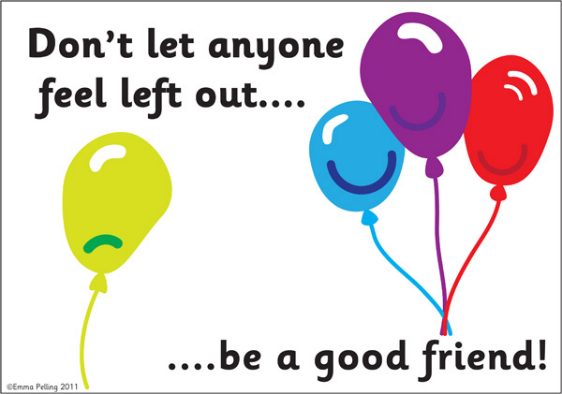 Don't let anyone
feel left out....
....be a good friend!
©Emma Pelling 2011